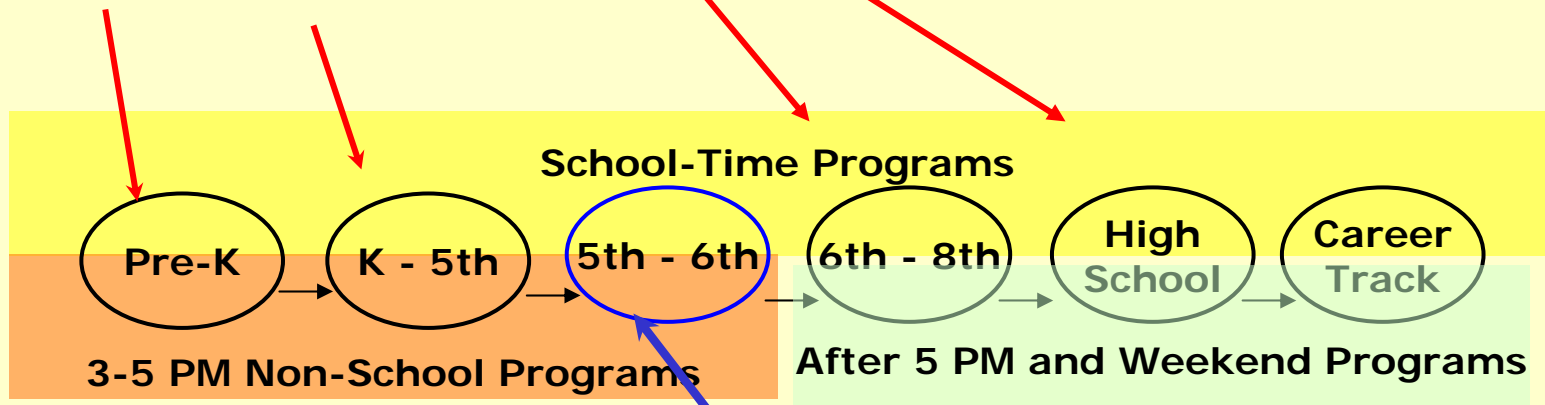 School-Time Programs
Pre-K
K - 5th
5th - 6th
6th - 8th
High
School
Career
Track
3-5 PM Non-School Programs
After 5 PM and Weekend Programs